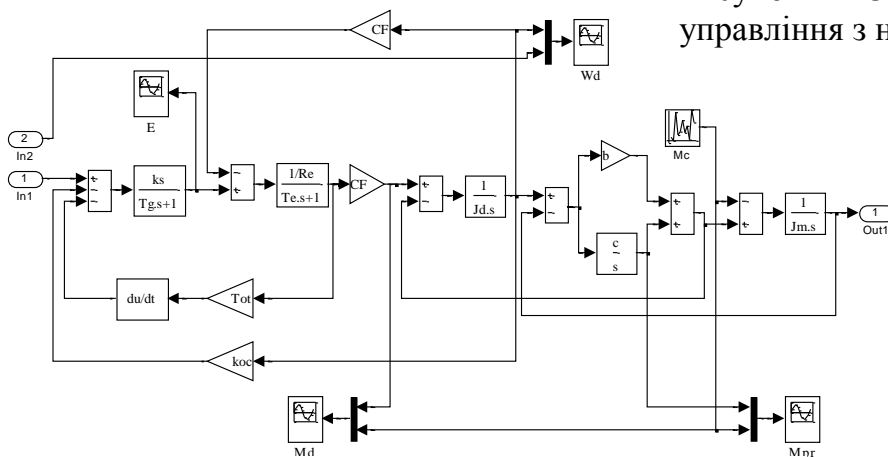 управління з н
CF
Wd
E
2
In2
1
In1
ks
Tg.s+1
1/Re
Te.s+1
CF
1
Jd.s
b
c
s
Mc
1
Jm.s
1
Out1
du/dt
Tot
koc
Md
Mpr